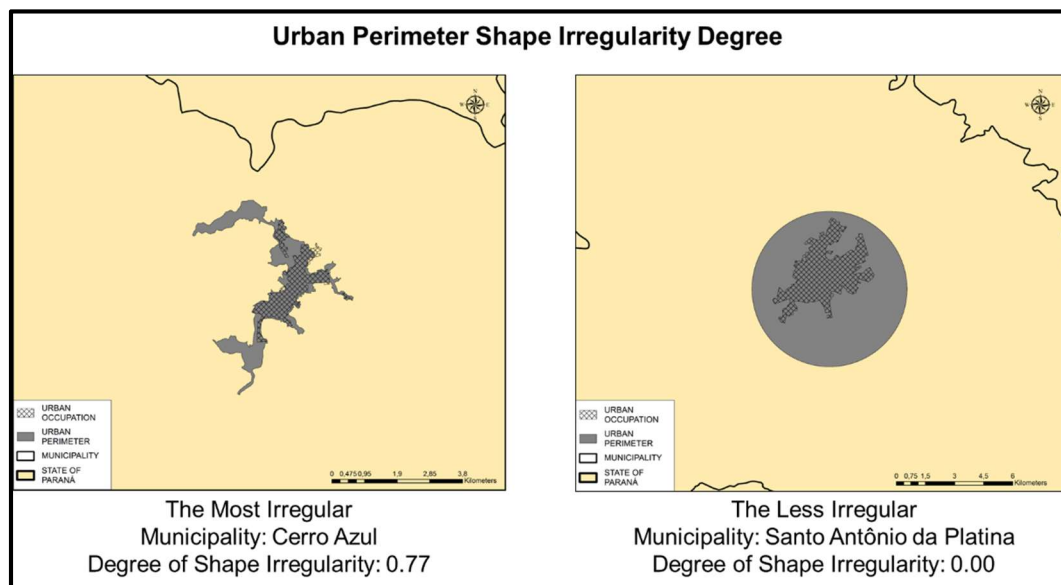 Urban Perimeter Shape Irregularity Degree
N
W E
S
URBAN
OCCUPATION
URBAN
PERIMETER
MUNICIPALITY
STATE OF
PARANÁ
0 0,475 0,95 1,9 2,85 3,8
Kilometers
The Most Irregular
Municipality: Cerro Azul
Degree of Shape Irregularity: 0.77
N
W E
S
URBAN
OCCUPATION
URBAN
PERIMETER
MUNICIPALITY
STATE OF
PARANÁ
0 0,75 1,5 3 4,5 6
Kilometers
The Less Irregular
Municipality: Santo Antônio da Platina
Degree of Shape Irregularity: 0.00